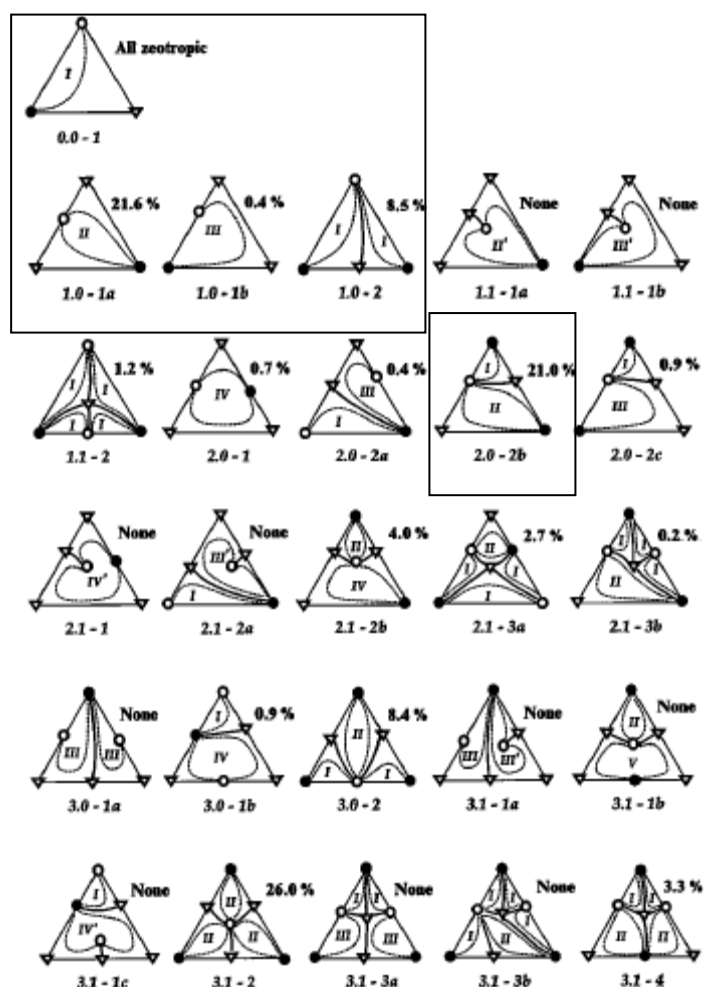 All zeotropic
I
0.0 - 1
21.6 % 0.4 % 8.5 % None None
II III I I II' III'
1.0 - 1a 1.0 - 1b 1.0 - 2 1.1 - 1a 1.1 - 1b
1.2 % 0.7 % 0.4 % 21.0 % 0.9 %
I I IV III I I
I I I II III
1.1 - 2 2.0 - 1 2.0 - 2a 2.0 - 2b 2.0 - 2c
None None 4.0 % 2.7 % 0.2 %
III' II II I I
IV' I IV I I I II
2.1 - 1 2.1 - 2a 2.1 - 2b 2.1 - 3a 2.1 - 3b
None 0.9 % 8.4 % None None
I II II
III III IV I I III III' V
3.0 - 1a 3.0 - 1b 3.0 - 2 3.1 - 1a 3.1 - 1b
None 26.0 % None None 3.3 %
I II I I I I I I I
IV' II II III III I II II II
3.1 - 1c 3.1 - 2 3.1 - 3a 3.1 - 3b 3.1 - 4